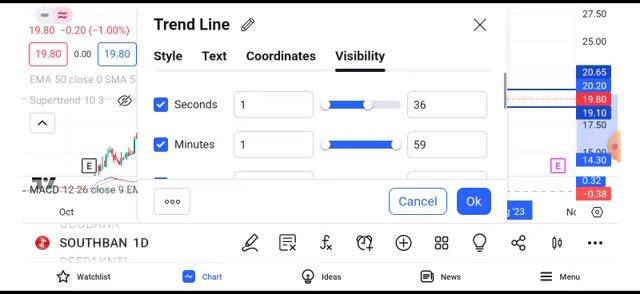 Trend Line
19.80 −0.20 (−1.00%)
19.80 0.00 19.80
EMA 50 close 0 SMA 5
Supertrend 10 3
Style Text Coordinates Visibility
Seconds 1 36
Minutes 1 59
Cancel Ok
27.50
25.00
20.65
20.20
19.80
19.10
17.50
15.00
14.30
0.32
−0.38
E
E
MACD 12 26 close 9 EM
Oct '23 No
SOUTHBAN 1D
DEEPAKNTI
Watchlist Chart Ideas News Menu